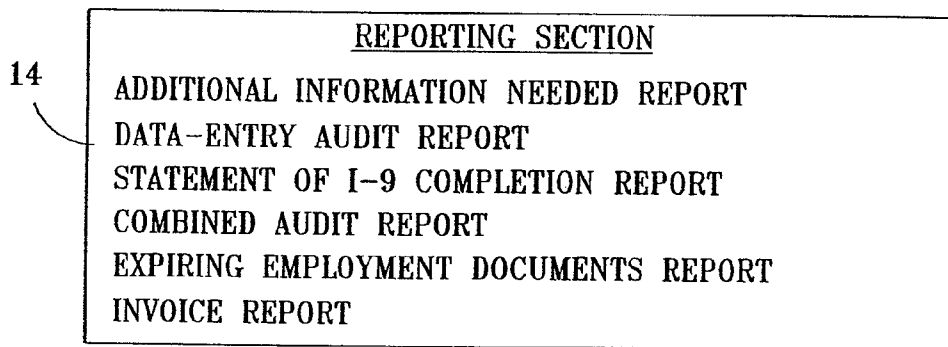 REPORTING SECTION
14
ADDITIONAL INFORMATION NEEDED REPORT
DATA-ENTRY AUDIT REPORT
STATEMENT OF I-9 COMPLETION REPORT
COMBINED AUDIT REPORT
EXPIRING EMPLOYMENT DOCUMENTS REPORT
INVOICE REPORT